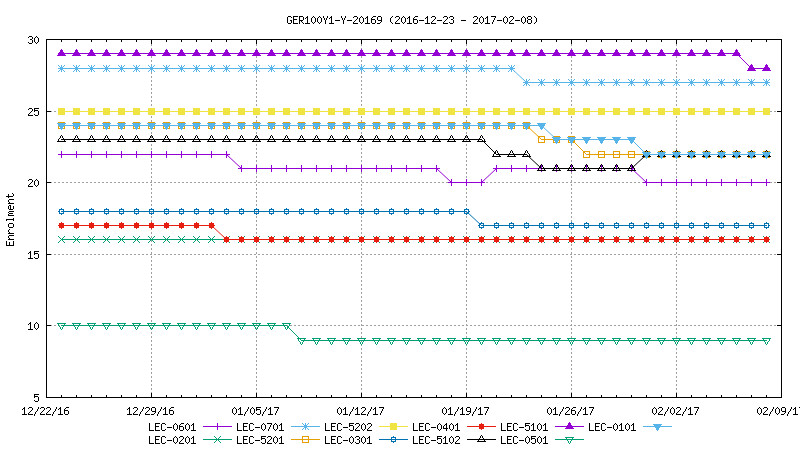 GER100Y1-Y-20169 (2016-12-23 - 2017-02-08)
30
25
20
15
10
5
Enrolment
12/22/16 12/29/16 01/05/17 01/12/17 01/19/17 01/26/17 02/02/17 02/09/17
LEC-0601 LEC-0701 LEC-5202 LEC-0401 LEC-5101 LEC-0101
LEC-0201 LEC-5201 LEC-0301 LEC-5102 LEC-0501